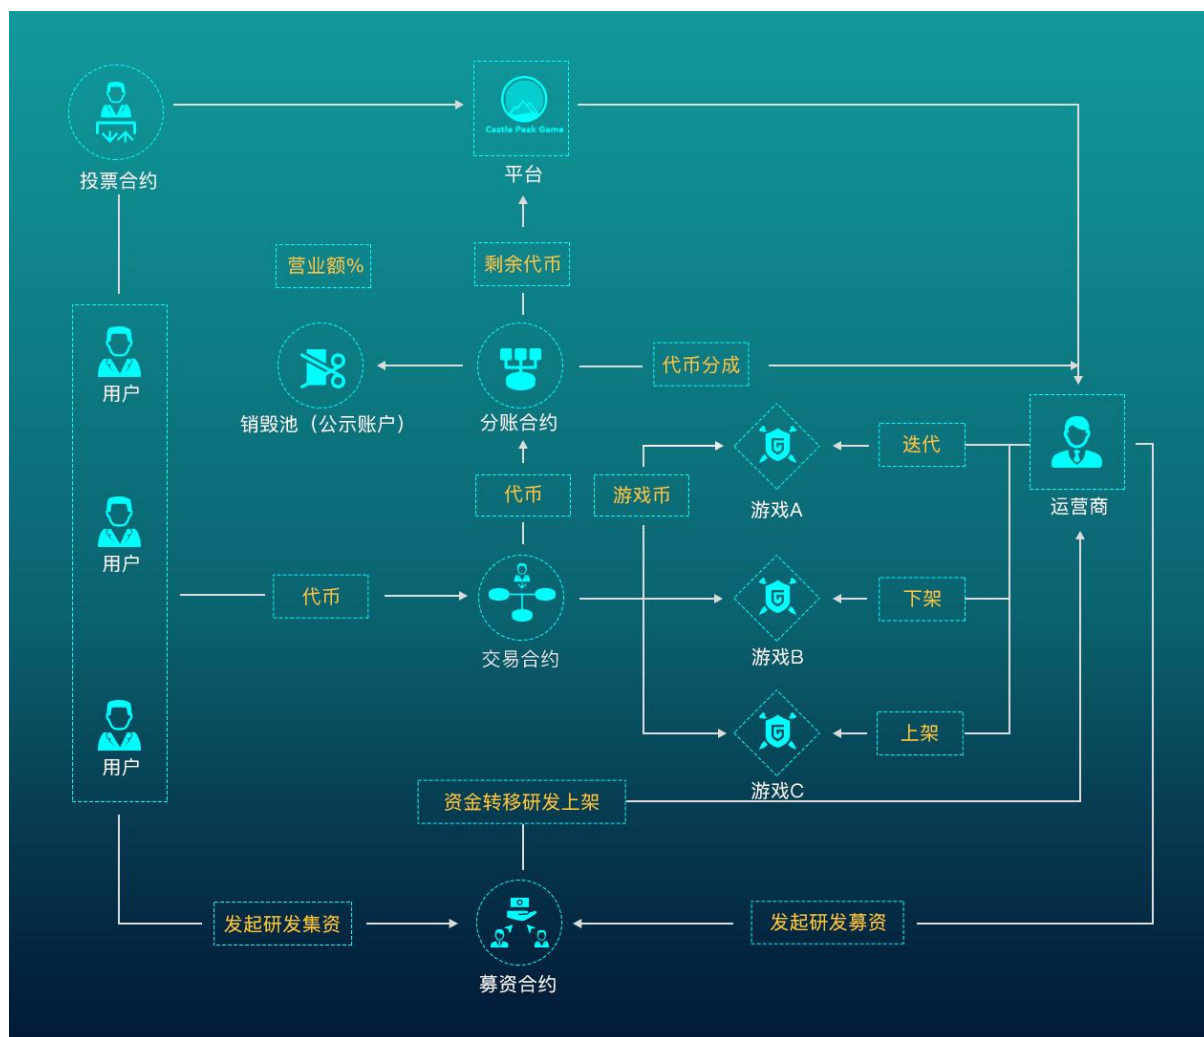 Castle Peak Game
投票合约
平台
营业额%
剩余代币
代币分成
用户
销毁池（公示账户）
分账合约
迭代
代币
游戏币
游戏A
运营商
用户
代币
下架
交易合约
游戏B
上架
用户
资金转移研发上架
游戏C
发起研发集资
发起研发募资
募资合约